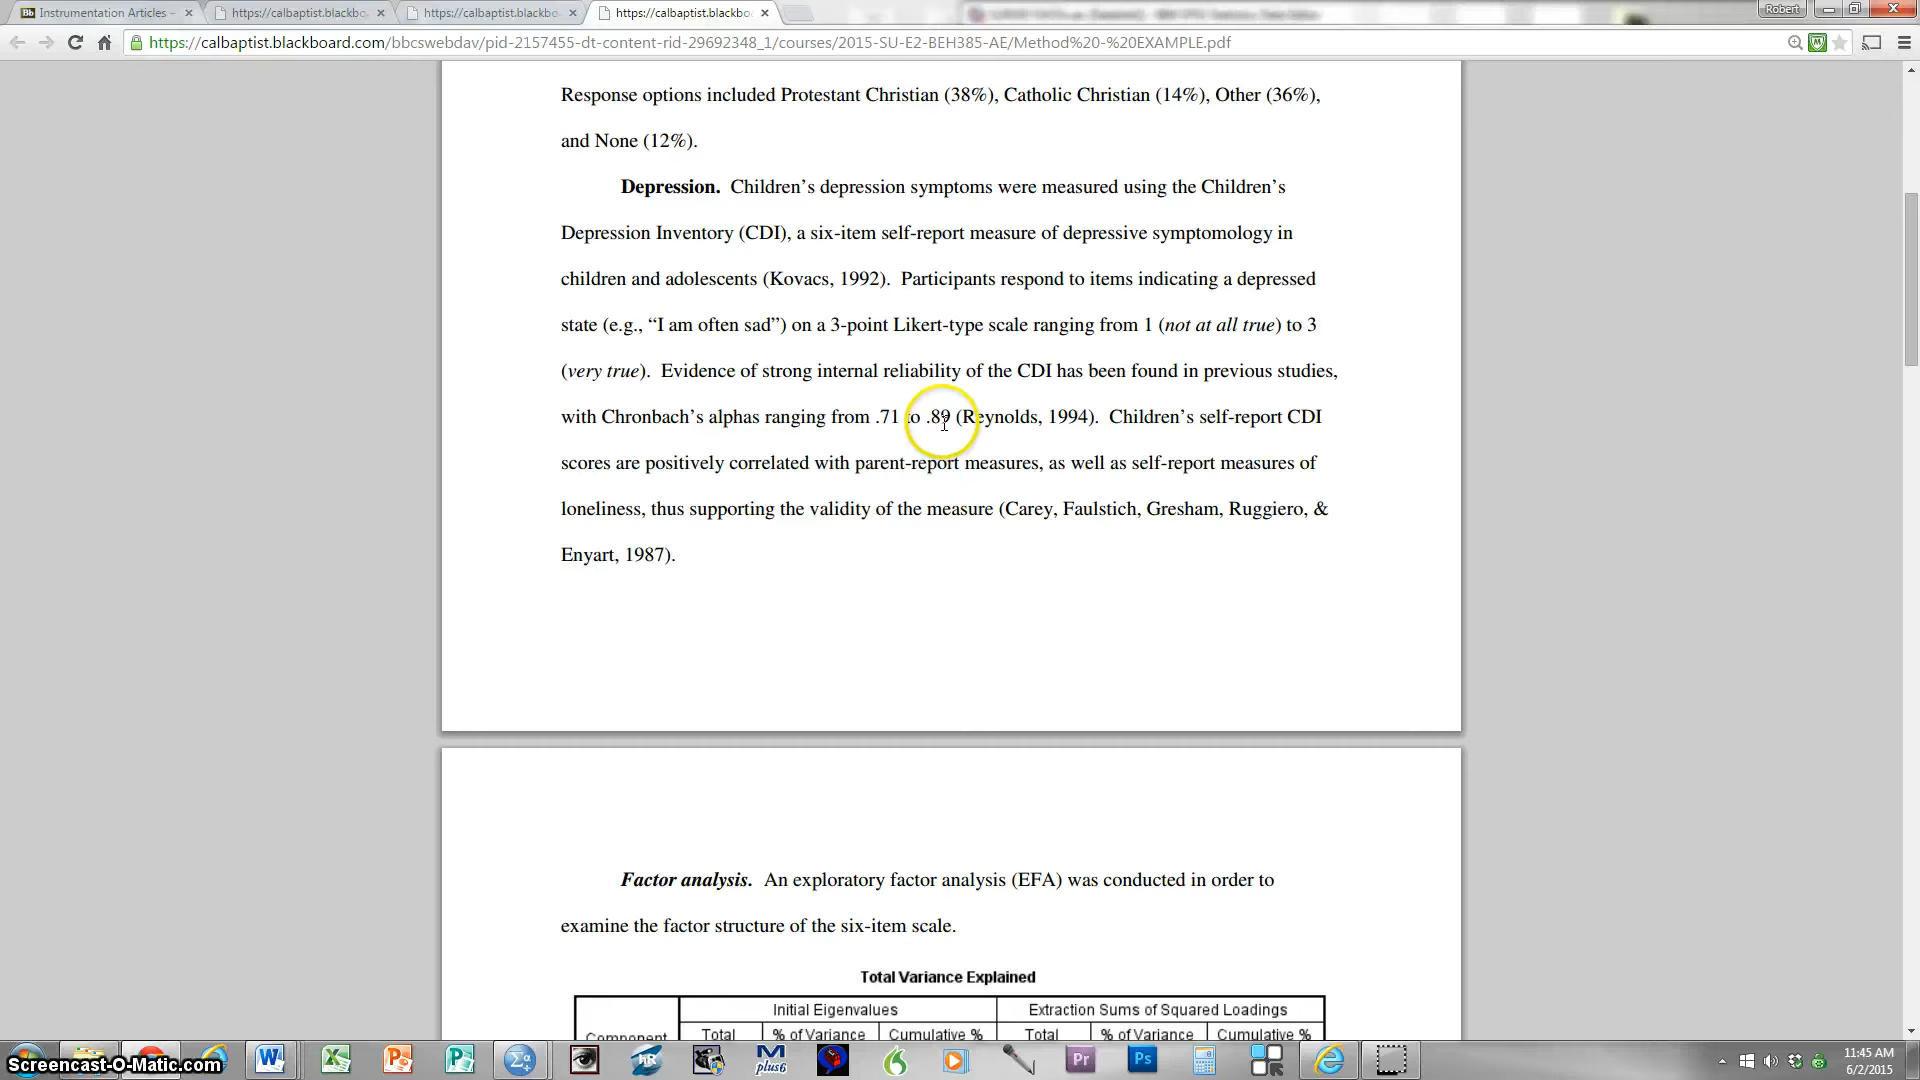 Instrumentation Articles –
https://calbaptist.blackbo
https://calbaptist.blackbo
https://calbaptist.blackbo
Robert
https://calbaptist.blackboard.com/bbcswebdav/pid-2157455-dt-content-rid-29692348_1/courses/2015-SU-E2-BEH385-AE/Method%20-%20EXAMPLE.pdf
Response options included Protestant Christian (38%), Catholic Christian (14%), Other (36%),
and None (12%).
Depression. Children’s depression symptoms were measured using the Children’s
Depression Inventory (CDI), a six-item self-report measure of depressive symptomology in
children and adolescents (Kovacs, 1992). Participants respond to items indicating a depressed
state (e.g., “I am often sad”) on a 3-point Likert-type scale ranging from 1 (not at all true) to 3
(very true). Evidence of strong internal reliability of the CDI has been found in previous studies,
with Chronbach’s alphas ranging from .71 to .89 (Reynolds, 1994). Children’s self-report CDI
scores are positively correlated with parent-report measures, as well as self-report measures of
loneliness, thus supporting the validity of the measure (Carey, Faulstich, Gresham, Ruggiero, &
Enyart, 1987).
Factor analysis. An exploratory factor analysis (EFA) was conducted in order to
examine the factor structure of the six-item scale.
Total Variance Explained
Initial Eigenvalues Extraction Sums of Squared Loadings
Component Total % of Variance Cumulative % Total % of Variance Cumulative %
Screencast-O-Matic.com
plus6
Pr
Ps
11:45 AM
6/2/2015